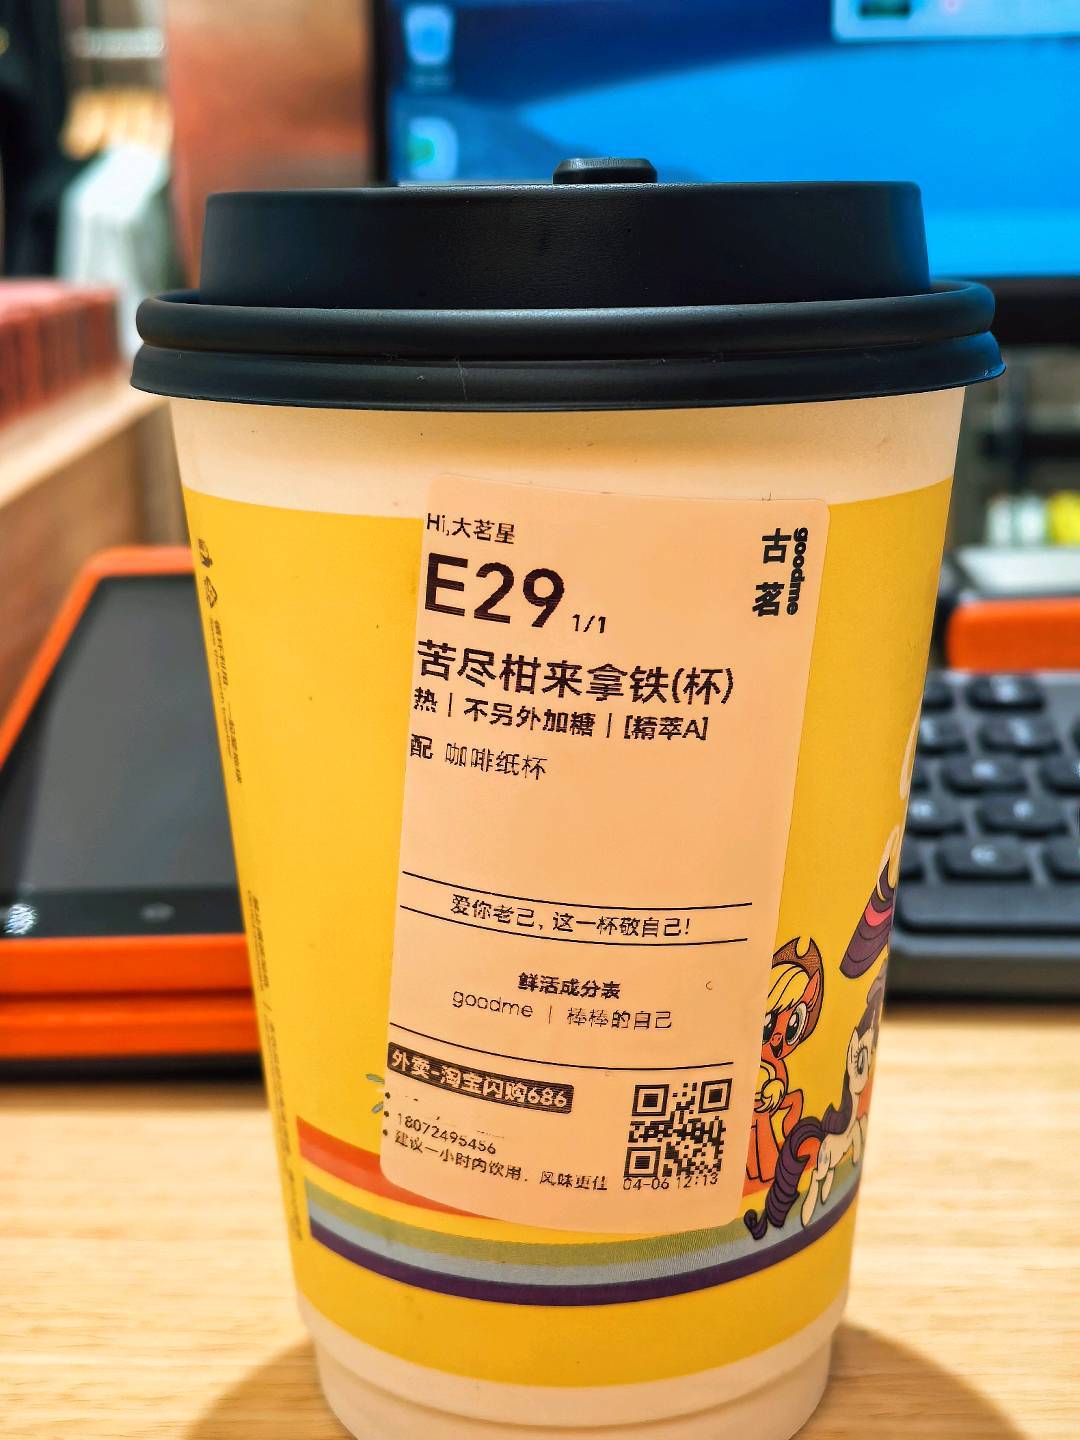 Hi,大茗星
古茗
goodme
E29 1/1
苦尽柑来拿铁(杯)
热 | 不另外加糖 | [精萃A]
配 咖啡纸杯
爱你老己, 这一杯敬自己!
鲜活成分表
goodme | 棒棒的自己
外卖-淘宝闪购686
18072495456
建议一小时内饮用, 风味更佳
04-06 12:13